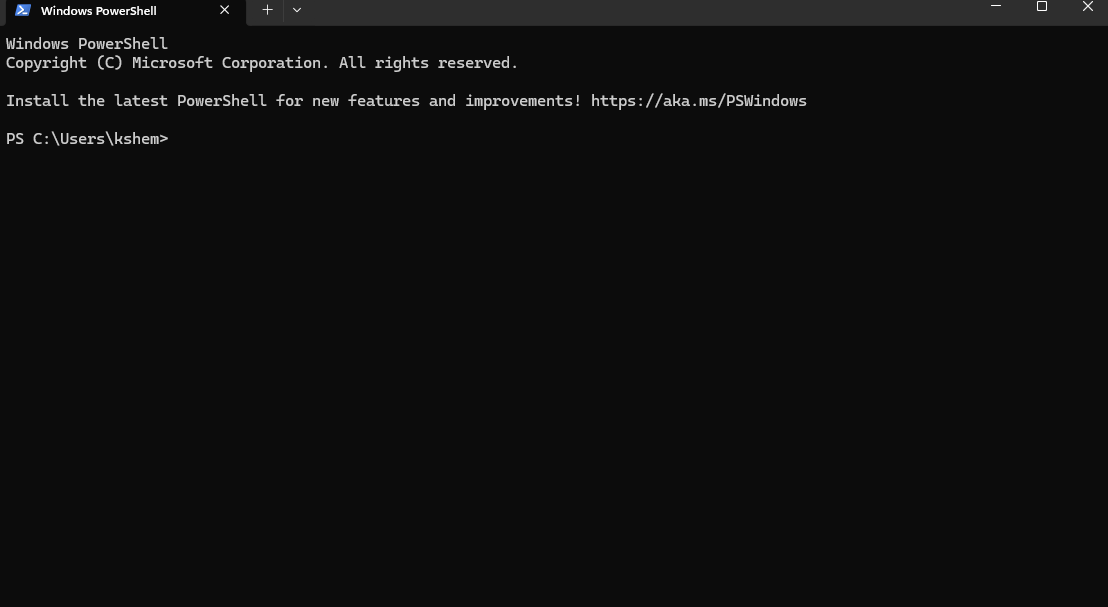 Windows PowerShell
Windows PowerShell
Copyright (C) Microsoft Corporation. All rights reserved.
Install the latest PowerShell for new features and improvements! https://aka.ms/PSWindows
PS C:\Users\kshem>